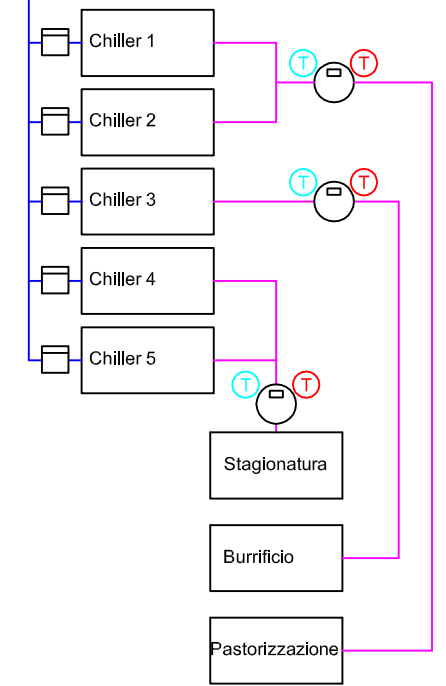 Chiller 1
T T
Chiller 2
Chiller 3
T T
Chiller 4
Chiller 5
T T
Stagionatura
Burrificio
Pastorizzazione